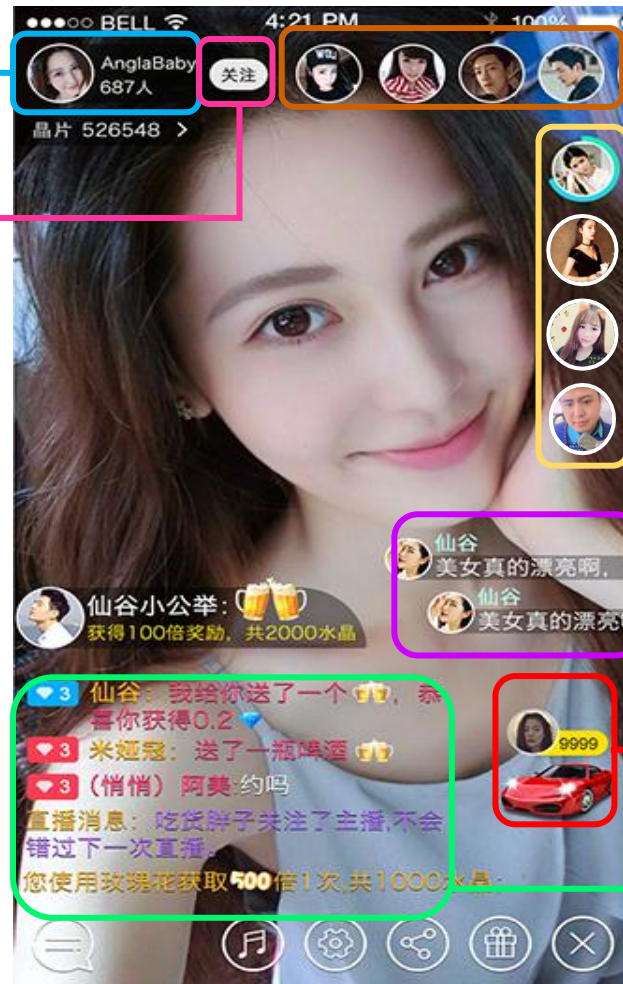 BELL 4:21 PM 100%
AnglaBaby
687人
关注
晶片 526548 >
仙谷
美女真的漂亮啊,
仙谷
美女真的漂亮
仙谷小公举:
获得100倍奖励, 共2000水晶
3 仙谷: 我给你送了一个, 恭
喜你获得0.2
3 米娅寇: 送了一瓶啤酒
3 (悄悄) 阿美:约吗
9999
直播消息: 吃货胖子关注了主播,不会
错过下一次直播。
您使用玫瑰花获取500倍1次,共1000水晶.